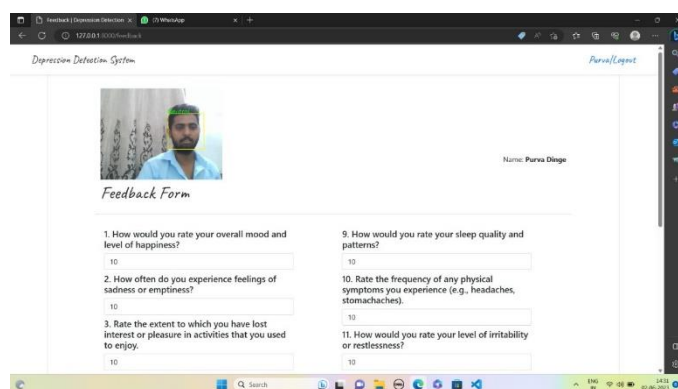 Feedback | Depression Detection
(7) WhatsApp
127.0.0.1:5000/feedback
Depression Detection System
Purva/Logout
Name: Purva Dinge
Feedback Form
1. How would you rate your overall mood and
level of happiness?
10
2. How often do you experience feelings of
sadness or emptiness?
10
3. Rate the extent to which you have lost
interest or pleasure in activities that you used
to enjoy.
10
9. How would you rate your sleep quality and
patterns?
10
10. Rate the frequency of any physical
symptoms you experience (e.g., headaches,
stomachaches).
10
11. How would you rate your level of irritability
or restlessness?
10
Search
ENG
IN
14:31